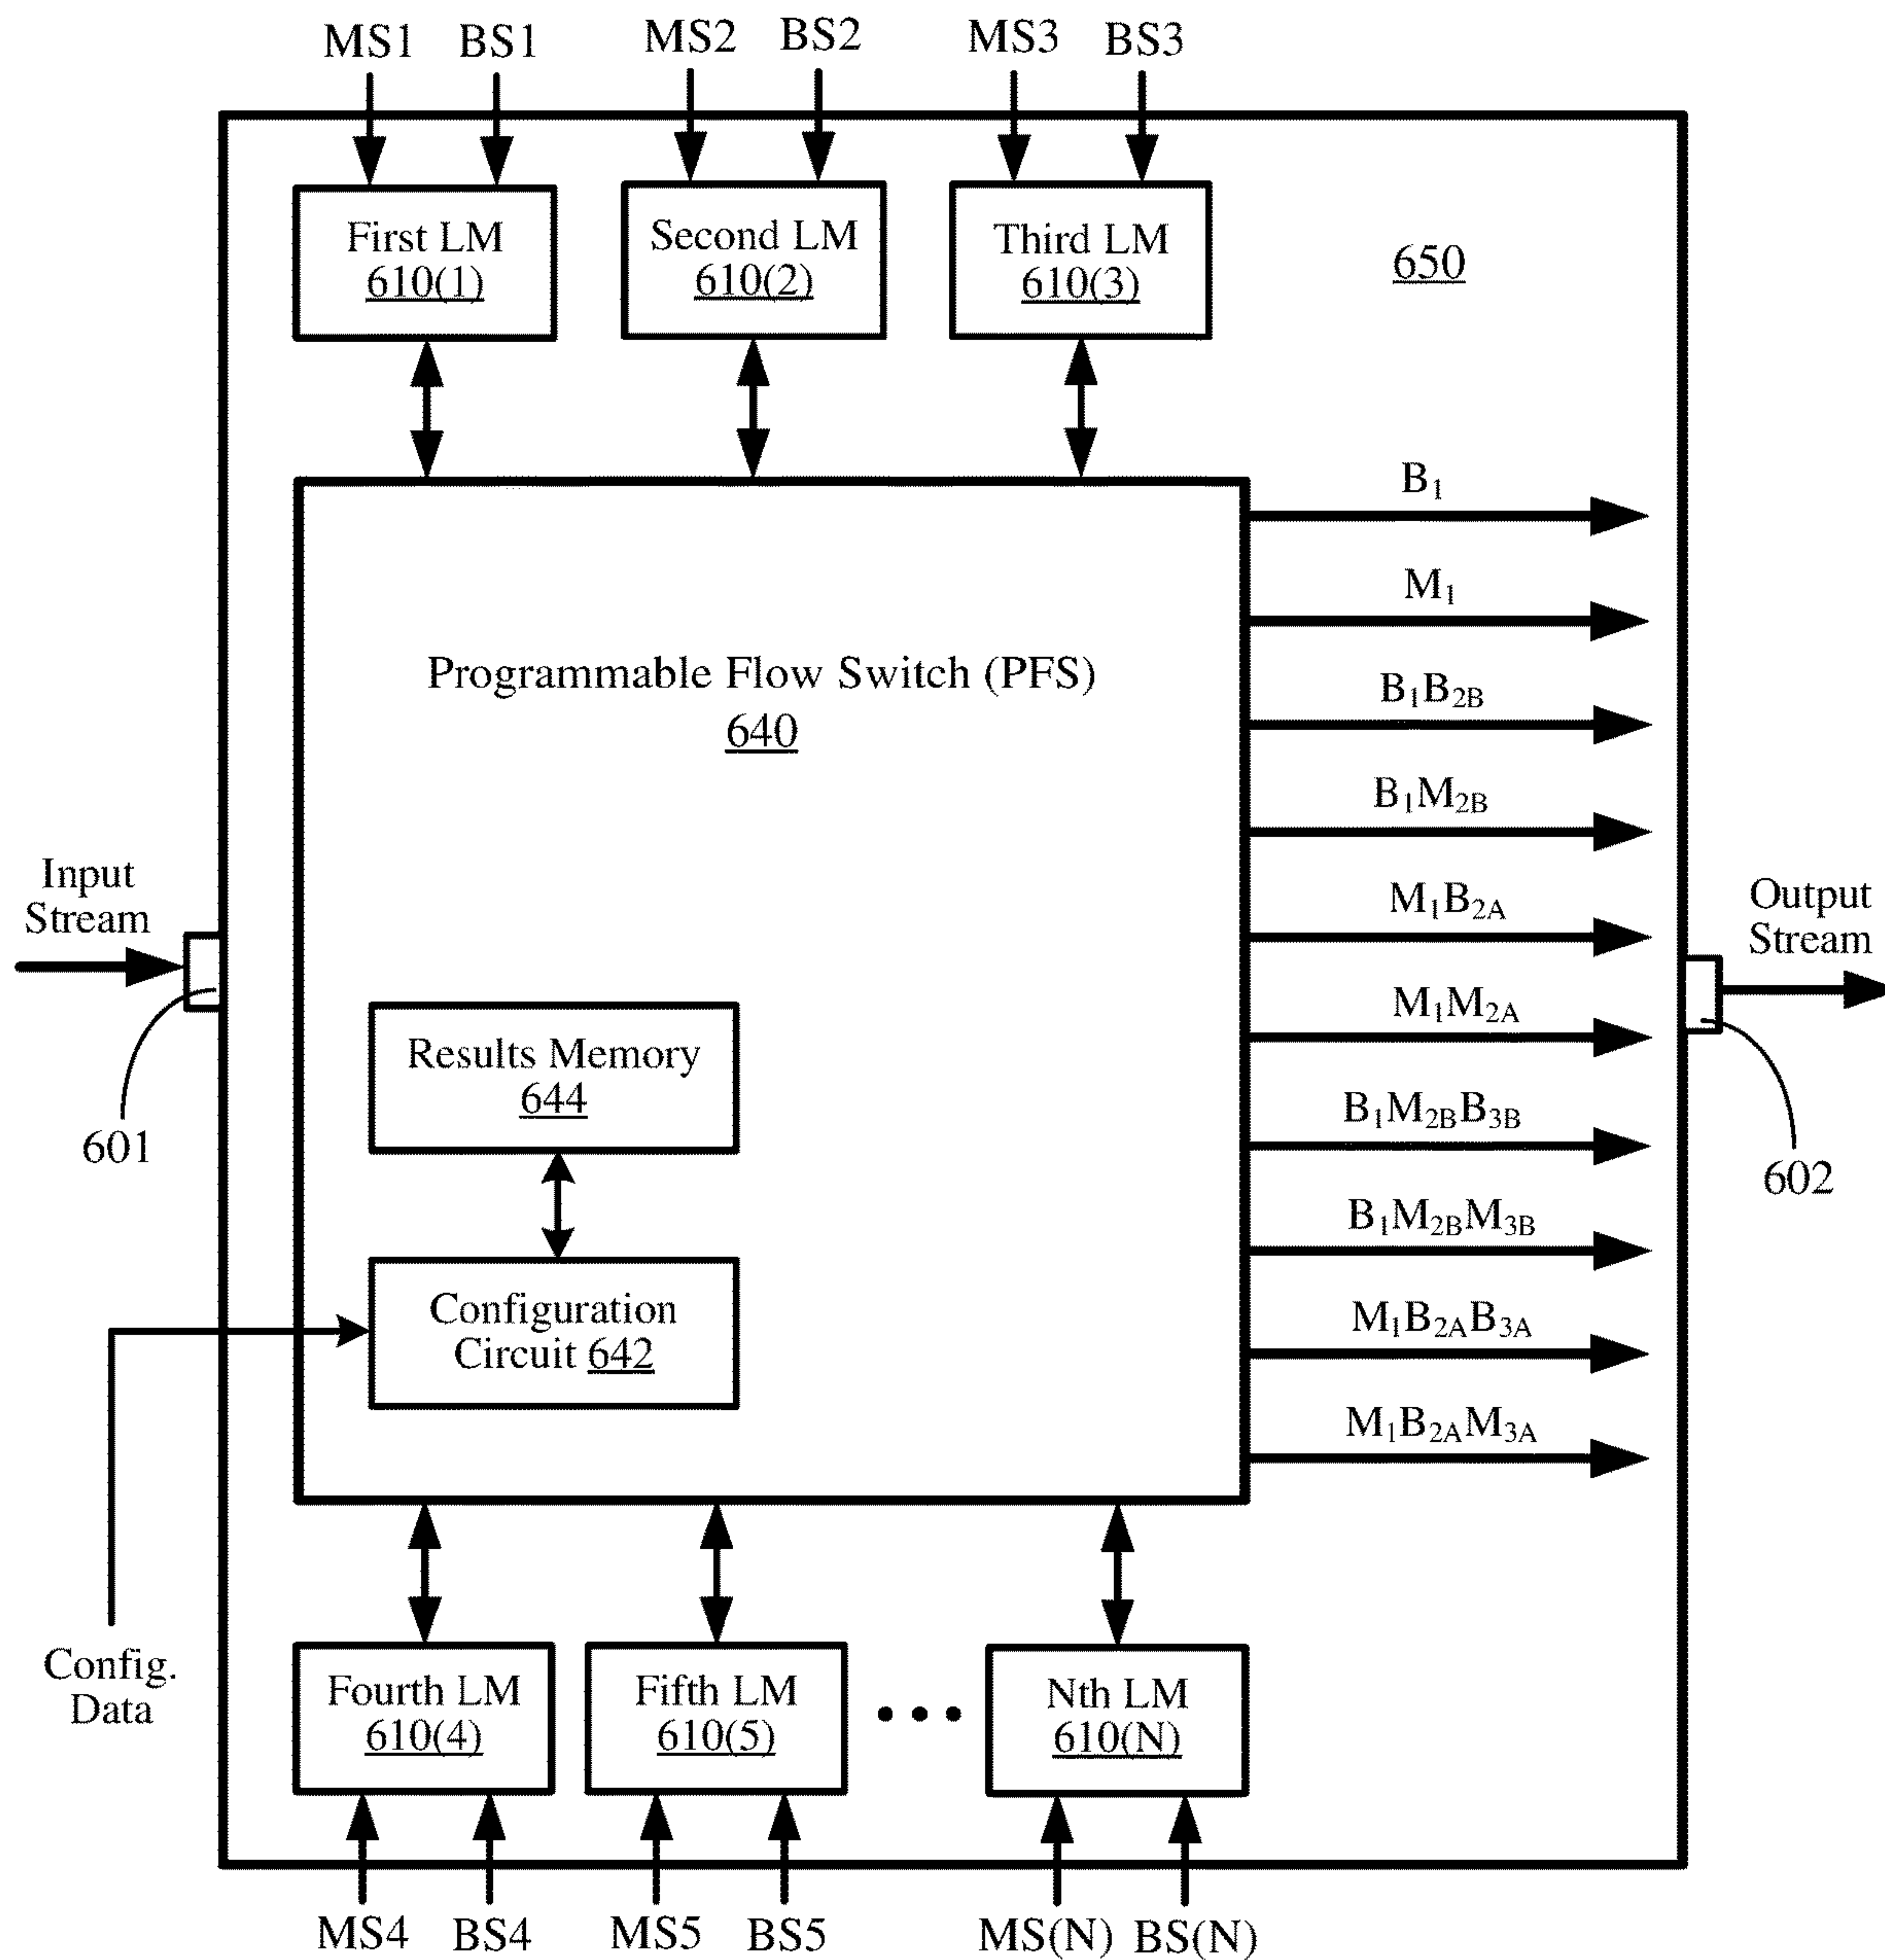 MS1 BS1 MS2 BS2 MS3 BS3
First LM
610(1)
Second LM
610(2)
Third LM
610(3)
650
B₁
M₁
Programmable Flow Switch (PFS)
640
B₁B₂B
B₁M₂B
M₁B₂A
M₁M₂A
B₁M₂BB₃B
B₁M₂BM₃B
M₁B₂AB₃A
M₁B₂AM₃A
Input
Stream
601
Output
Stream
602
Results Memory
644
Configuration
Circuit 642
Config.
Data
Fourth LM
610(4)
Fifth LM
610(5)
• • •
Nth LM
610(N)
MS4 BS4 MS5 BS5 MS(N) BS(N)